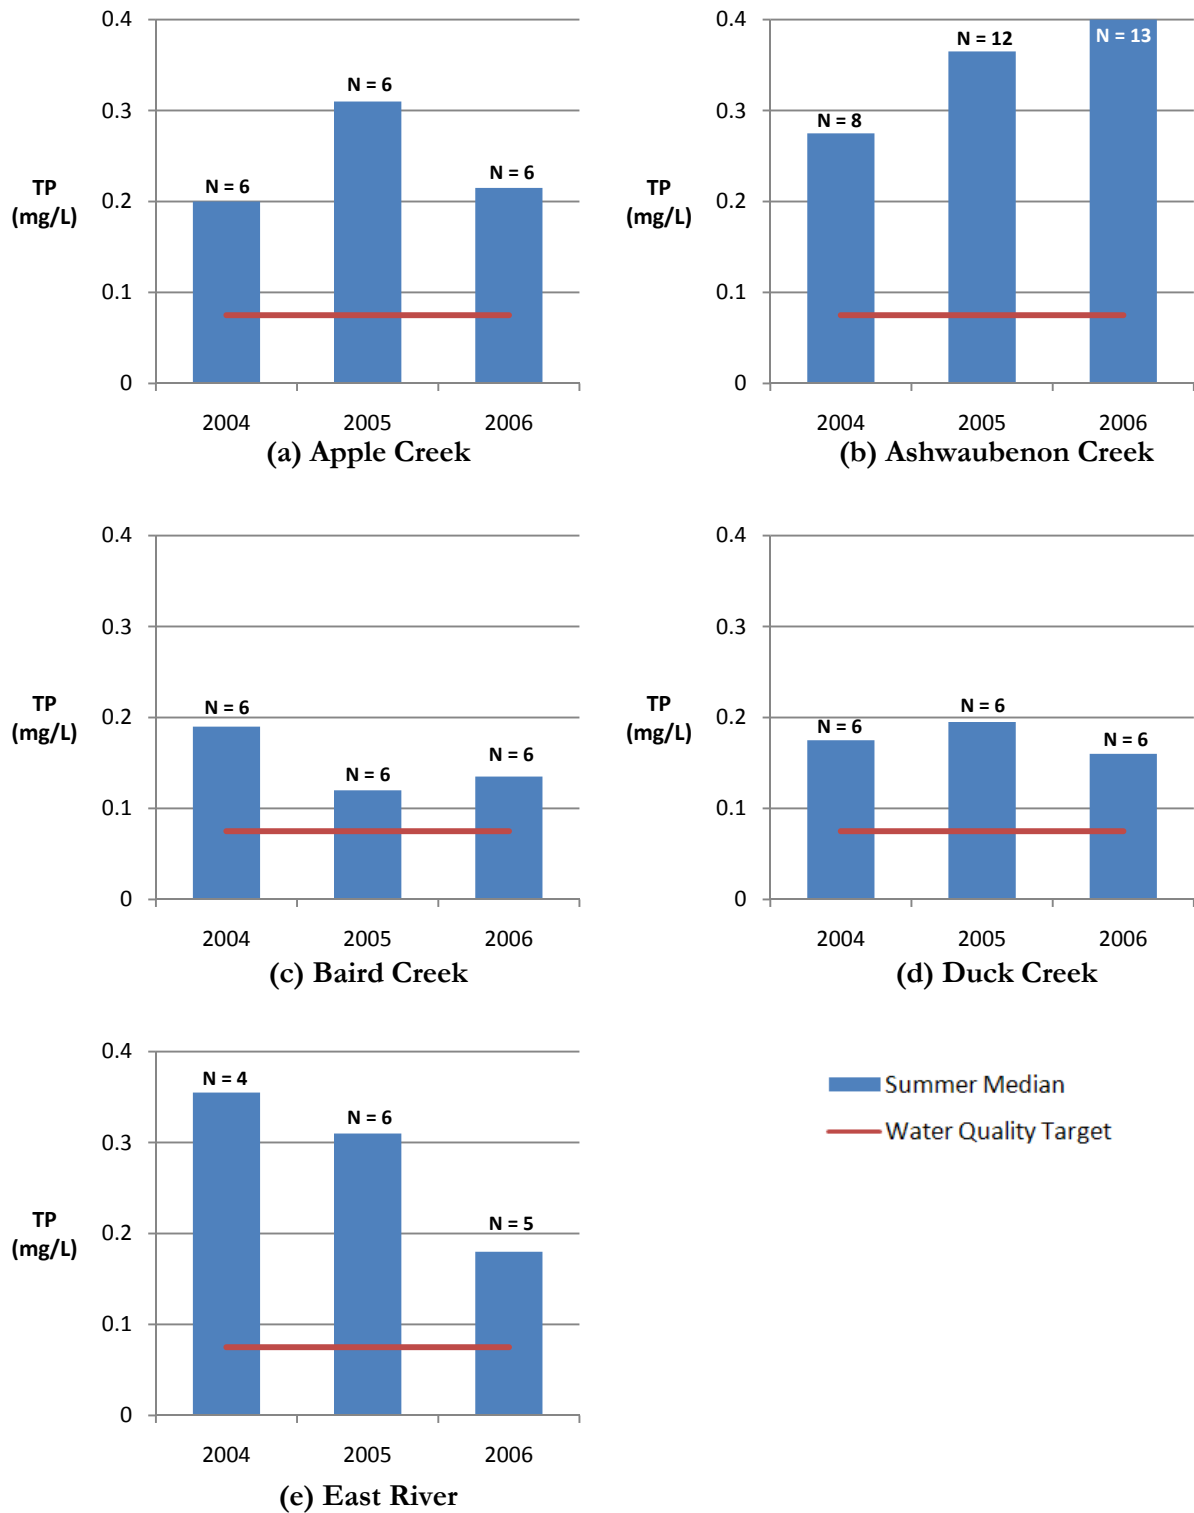 0.4
N = 6
0.3
TP
(mg/L)
N = 6
N = 6
0.2
0.1
0
2004
2005
2006
(a) Apple Creek
0.4
N = 13
N = 12
0.3
N = 8
TP
(mg/L)
0.2
0.1
0
2004
2005
2006
(b) Ashwaubenon Creek
0.4
0.3
TP
(mg/L)
N = 6
0.2
N = 6
N = 6
0.1
0
2004
2005
2006
(c) Baird Creek
0.4
0.3
TP
(mg/L)
N = 6
0.2
N = 6
N = 6
0.1
0
2004
2005
2006
(d) Duck Creek
0.4
N = 4
N = 6
0.3
TP
(mg/L)
0.2
N = 5
0.1
0
2004
2005
2006
(e) East River
Summer Median
Water Quality Target